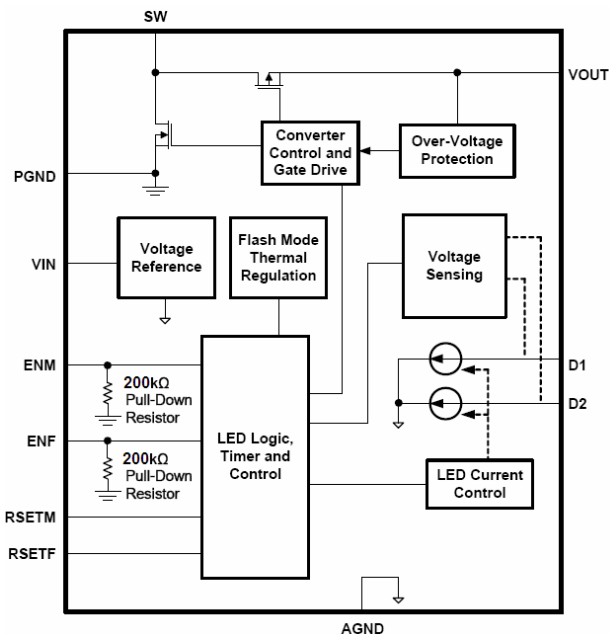 SW
VOUT
Converter
Control and
Gate Drive
Over-Voltage
Protection
PGND
Voltage
Reference
Flash Mode
Thermal
Regulation
Voltage
Sensing
VIN
ENM
200kΩ
Pull-Down
Resistor
D1
D2
ENF
200kΩ
Pull-Down
Resistor
LED Logic,
Timer and
Control
LED Current
Control
RSETM
RSETF
AGND